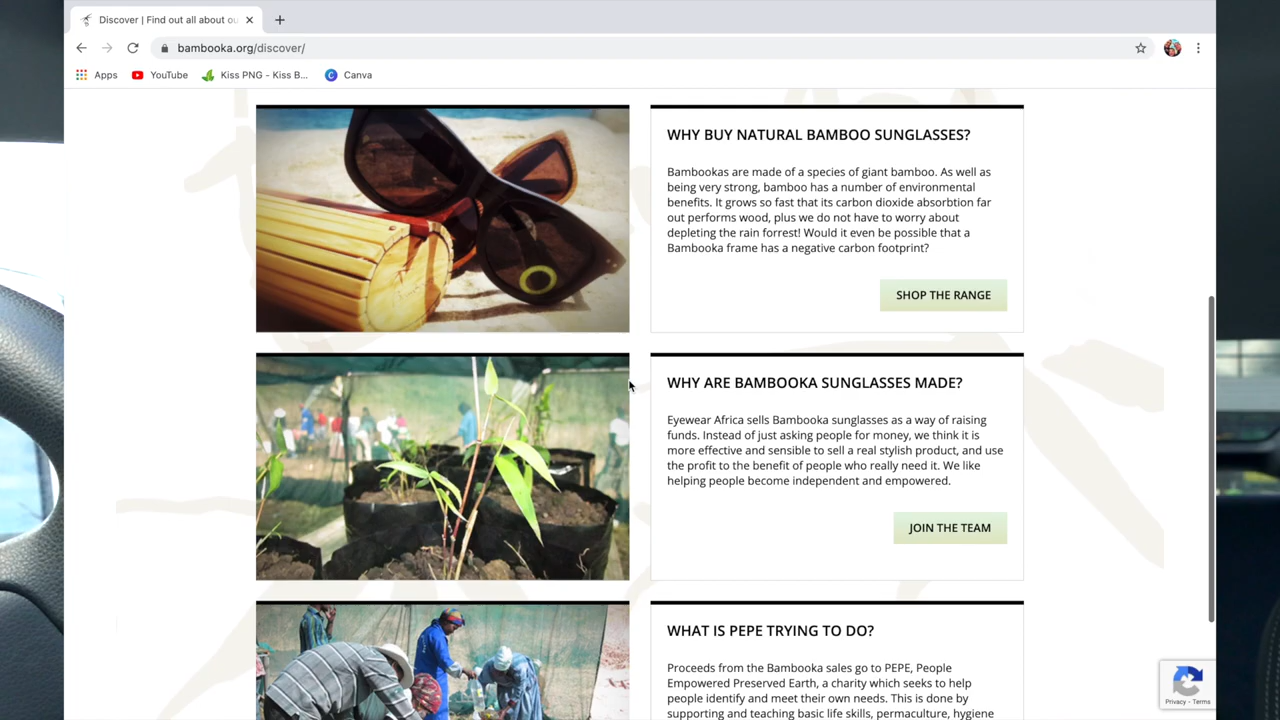 Discover | Find out all about ou
bambooka.org/discover/
Apps YouTube Kiss PNG - Kiss B... Canva
WHY BUY NATURAL BAMBOO SUNGLASSES?
Bambookas are made of a species of giant bamboo. As well as
being very strong, bamboo has a number of environmental
benefits. It grows so fast that its carbon dioxide absorbtion far
out performs wood, plus we do not have to worry about
depleting the rain forrest! Would it even be possible that a
Bambooka frame has a negative carbon footprint?
SHOP THE RANGE
WHY ARE BAMBOOKA SUNGLASSES MADE?
Eyewear Africa sells Bambooka sunglasses as a way of raising
funds. Instead of just asking people for money, we think it is
more effective and sensible to sell a real stylish product, and use
the profit to the benefit of people who really need it. We like
helping people become independent and empowered.
JOIN THE TEAM
WHAT IS PEPE TRYING TO DO?
Proceeds from the Bambooka sales go to PEPE, People
Empowered Preserved Earth, a charity which seeks to help
people identify and meet their own needs. This is done by
supporting and teaching basic life skills, permaculture, hygiene
Privacy - Terms